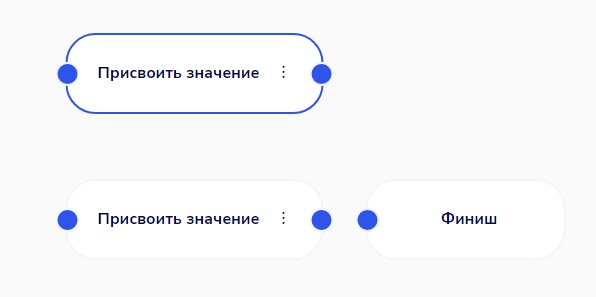 Присвоить значение
Присвоить значение
Финиш